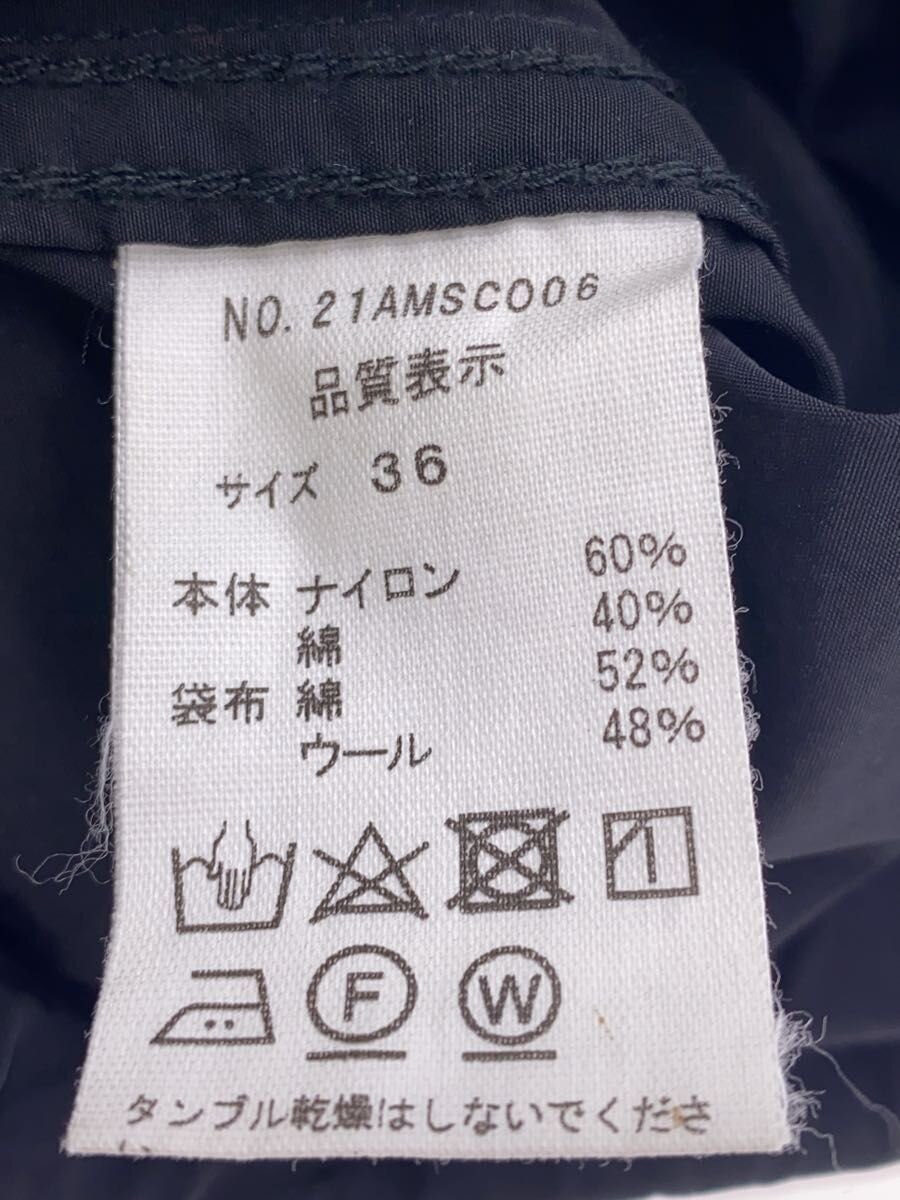 NO. 21AMSCO06
品質表示
サイズ 36
本体 ナイロン 60%
綿 40%
袋布 綿 52%
ウール 48%
F W
タンブル乾燥はしないでくださ